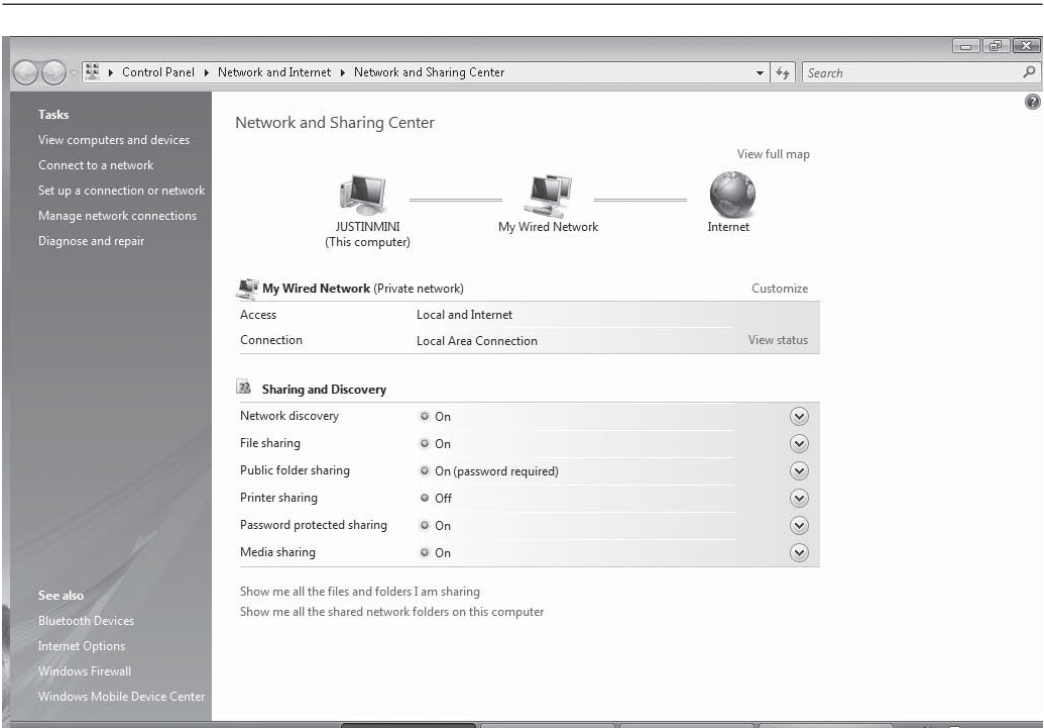 Control Panel ▸ Network and Internet ▸ Network and Sharing Center
Search
Tasks
View computers and devices
Connect to a network
Set up a connection or network
Manage network connections
Diagnose and repair
See also
Bluetooth Devices
Internet Options
Windows Firewall
Windows Mobile Device Center
Network and Sharing Center
View full map
JUSTINMINI
(This computer)
My Wired Network
Internet
My Wired Network (Private network) Customize
Access Local and Internet
Connection Local Area Connection View status
Sharing and Discovery
Network discovery On
File sharing On
Public folder sharing On (password required)
Printer sharing Off
Password protected sharing On
Media sharing On
Show me all the files and folders I am sharing
Show me all the shared network folders on this computer